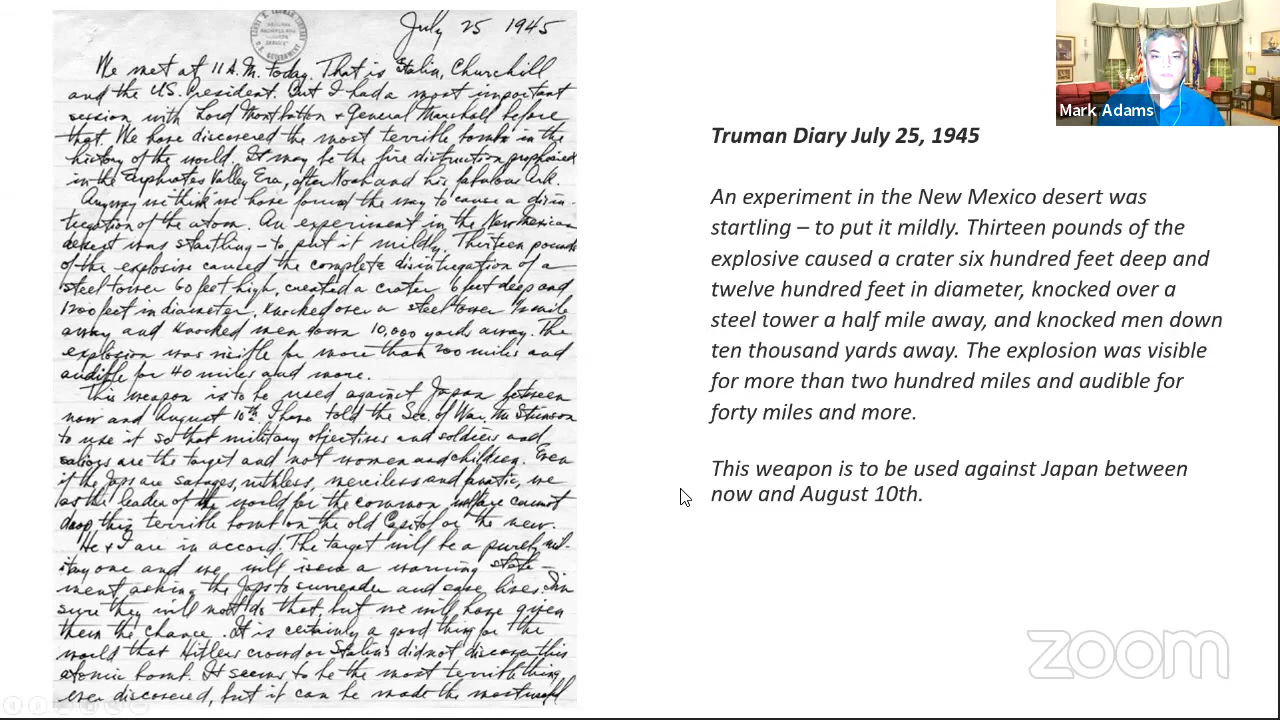 July 25 1945
We met at 11 A.M. today. That is Stalin, Churchill
and the U.S. President. But I had a most important
session with Lord Mountbatten & General Marshall before
that. We have discovered the most terrible bomb in the
history of the world. It may be the fire distruction prophesied
in the Euphrates Valley Era, after Noah and his fabulous Ark.
Anyway we think we have found the way to cause a disin-
tegration of the atom. An experiment in the New Mexican
desert was startling - to put it mildly. Thirteen pounds
of the explosive caused the complete disintegration of a
steel tower 60 feet high, created a crater 6 feet deep and
1200 feet in diameter, knocked over a steel tower 1/2 mile
away and knocked men down 10,000 yards away. The
explosion was visible for more than 200 miles and
audible for 40 miles and more.
This weapon is to be used against Japan between
now and August 10th. I have told the Sec. of War, Mr. Stimson
to use it so that military objectives and soldiers and
sailors are the target and not women and children. Even
if the Japs are savages, ruthless, merciless and fanatic, we
as the leader of the world for the common welfare cannot
drop this terrible bomb on the old Capitol or the new.
He & I are in accord. The target will be a purely mil-
itary one and we will issue a warning state-
ment asking the Japs to surrender and save lives. I'm
sure they will not do that, but we will have given
them the chance. It is certainly a good thing for the
world that Hitler's crowd or Stalin's did not discover this
atomic bomb. It seems to be the most terrible thing
ever discovered, but it can be made the most useful
Truman Diary July 25, 1945
An experiment in the New Mexico desert was
startling – to put it mildly. Thirteen pounds of the
explosive caused a crater six hundred feet deep and
twelve hundred feet in diameter, knocked over a
steel tower a half mile away, and knocked men down
ten thousand yards away. The explosion was visible
for more than two hundred miles and audible for
forty miles and more.
This weapon is to be used against Japan between
now and August 10th.
Mark Adams
zoom